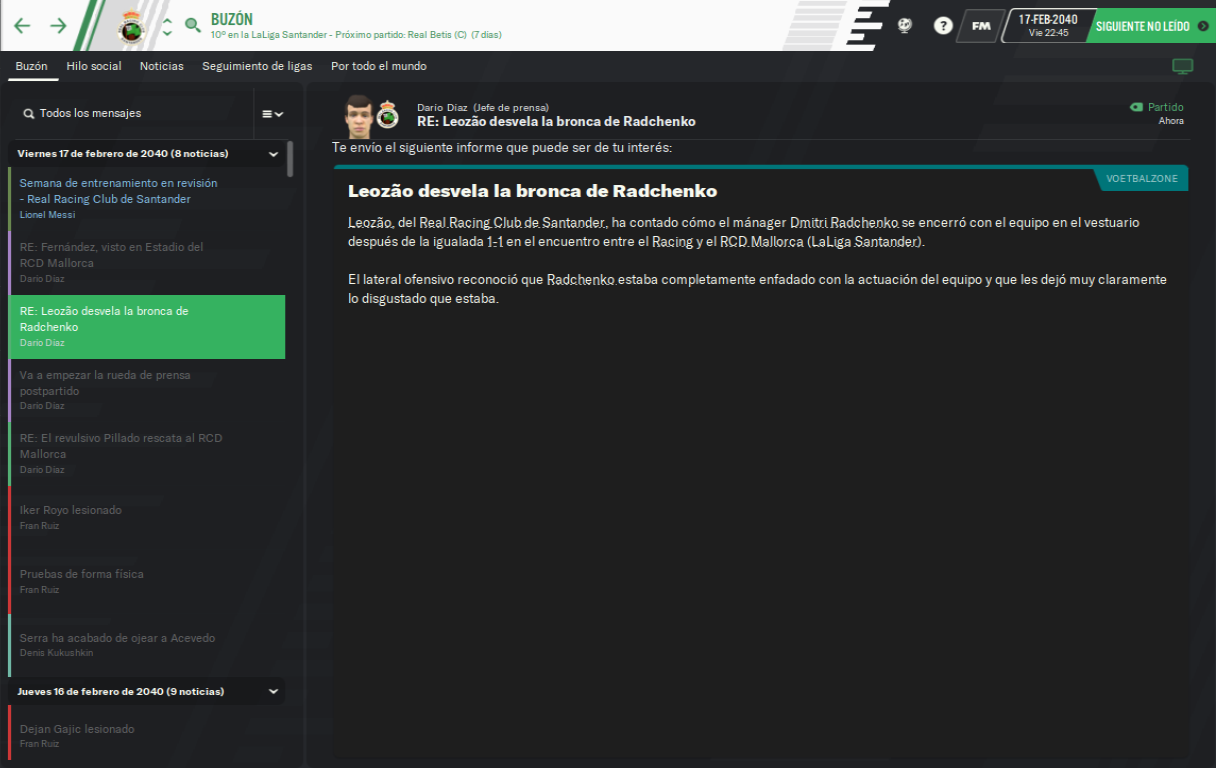 BUZÓN
10º en la LaLiga Santander - Próximo partido: Real Betis (C) (7 días)
?
FM
17-FEB-2040
Vie 22:45
SIGUIENTE NO LEÍDO
Buzón
Hilo social
Noticias
Seguimiento de ligas
Por todo el mundo
Todos los mensajes
Viernes 17 de febrero de 2040 (8 noticias)
Semana de entrenamiento en revisión
- Real Racing Club de Santander
Lionel Messi
RE: Fernández, visto en Estadio del
RCD Mallorca
Darío Díaz
RE: Leozão desvela la bronca de
Radchenko
Darío Díaz
Va a empezar la rueda de prensa
postpartido
Darío Díaz
RE: El revulsivo Pillado rescata al RCD
Mallorca
Darío Díaz
Iker Royo lesionado
Fran Ruiz
Pruebas de forma física
Fran Ruiz
Serra ha acabado de ojear a Acevedo
Denis Kukushkin
Jueves 16 de febrero de 2040 (9 noticias)
Dejan Gajic lesionado
Fran Ruiz
Darío Díaz (Jefe de prensa)
RE: Leozão desvela la bronca de Radchenko
Partido
Ahora
Te envío el siguiente informe que puede ser de tu interés:
VOETBALZONE
Leozão desvela la bronca de Radchenko
Leozão, del Real Racing Club de Santander, ha contado cómo el mánager Dmitri Radchenko se encerró con el equipo en el vestuario
después de la igualada 1-1 en el encuentro entre el Racing y el RCD Mallorca (LaLiga Santander).
El lateral ofensivo reconoció que Radchenko estaba completamente enfadado con la actuación del equipo y que les dejó muy claramente
lo disgustado que estaba.